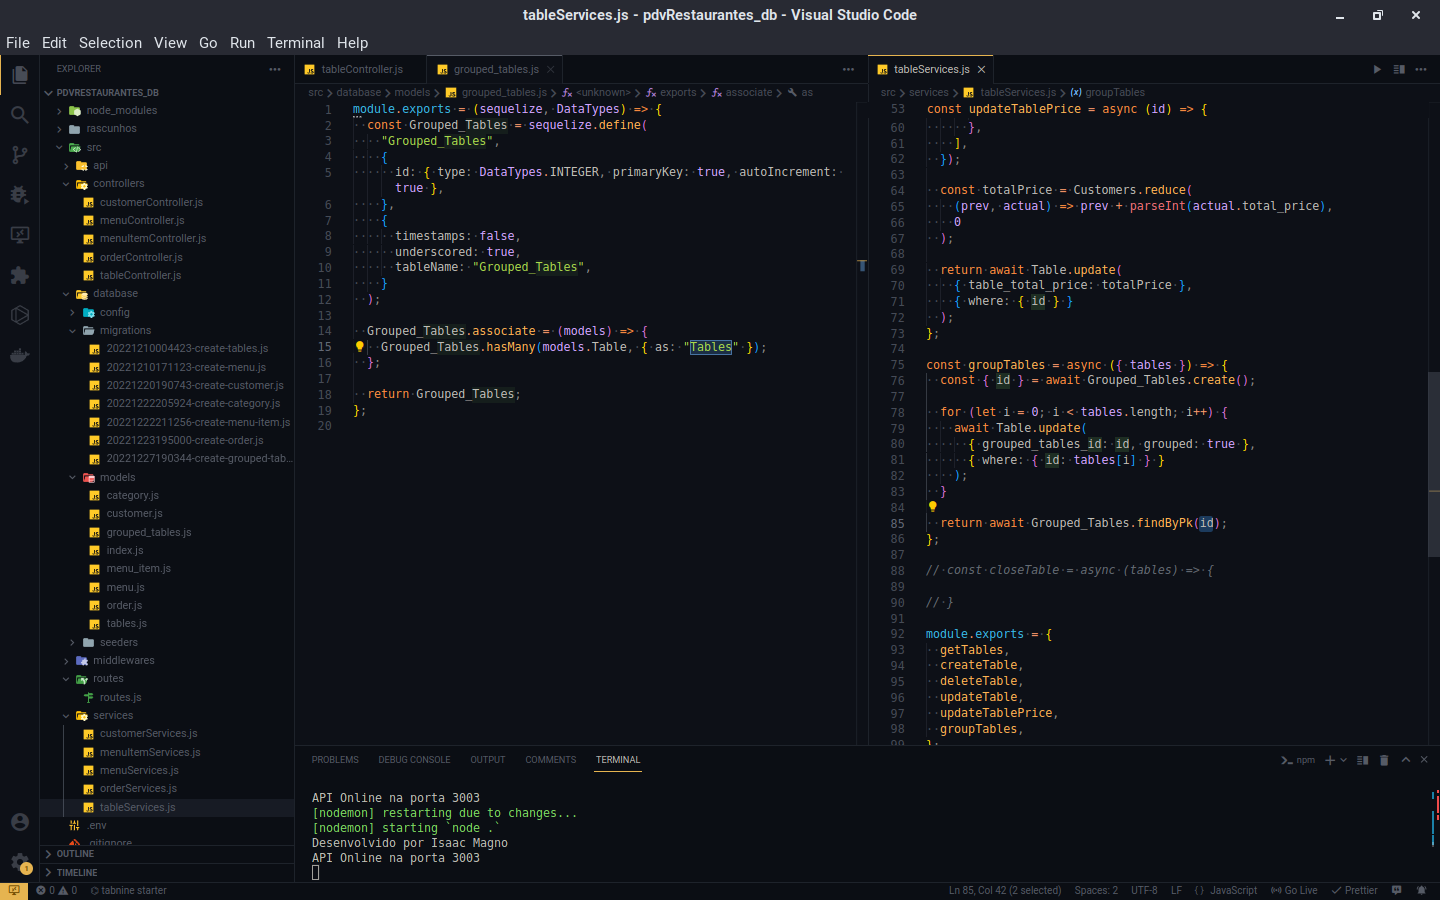 tableServices.js - pdvRestaurantes_db - Visual Studio Code
File Edit Selection View Go Run Terminal Help
EXPLORER
PDVRESTAURANTES_DB
node_modules
rascunhos
src
api
controllers
customerController.js
menuController.js
menuItemController.js
orderController.js
tableController.js
database
config
migrations
20221210004423-create-tables.js
20221210171123-create-menu.js
20221220190743-create-customer.js
20221222205924-create-category.js
20221222211256-create-menu-item.js
20221223195000-create-order.js
20221227190344-create-grouped-tab...
models
category.js
customer.js
grouped_tables.js
index.js
menu_item.js
menu.js
order.js
tables.js
seeders
middlewares
routes
routes.js
services
customerServices.js
menuItemServices.js
menuServices.js
orderServices.js
tableServices.js
.env
.gitignore
OUTLINE
TIMELINE
tableController.js grouped_tables.js
src > database > models > grouped_tables.js > <unknown> > exports > associate > as
1 module.exports = (sequelize, DataTypes) => {
2 const Grouped_Tables = sequelize.define(
3 "Grouped_Tables",
4 {
5 id: { type: DataTypes.INTEGER, primaryKey: true, autoIncrement:
true },
6 },
7 {
8 timestamps: false,
9 underscored: true,
10 tableName: "Grouped_Tables",
11 }
12 );
13
14 Grouped_Tables.associate = (models) => {
15 Grouped_Tables.hasMany(models.Table, { as: "Tables" });
16 };
17
18 return Grouped_Tables;
19 };
20
tableServices.js
src > services > tableServices.js > groupTables
53 const updateTablePrice = async (id) => {
60 },
61 ],
62 });
63
64 const totalPrice = Customers.reduce(
65 (prev, actual) => prev + parseInt(actual.total_price),
66 0
67 );
68
69 return await Table.update(
70 { table_total_price: totalPrice },
71 { where: { id } }
72 );
73 };
74
75 const groupTables = async ({ tables }) => {
76 const { id } = await Grouped_Tables.create();
77
78 for (let i = 0; i < tables.length; i++) {
79 await Table.update(
80 { grouped_tables_id: id, grouped: true },
81 { where: { id: tables[i] } }
82 );
83 }
84
85 return await Grouped_Tables.findByPk(id);
86 };
87
88 // const closeTable = async (tables) => {
89
90 // }
91
92 module.exports = {
93 getTables,
94 createTable,
95 deleteTable,
96 updateTable,
97 updateTablePrice,
98 groupTables,
99 };
PROBLEMS DEBUG CONSOLE OUTPUT COMMENTS TERMINAL npm
API Online na porta 3003
[nodemon] restarting due to changes...
[nodemon] starting `node .`
Desenvolvido por Isaac Magno
API Online na porta 3003
1
0 0 tabnine starter Ln 85, Col 42 (2 selected) Spaces: 2 UTF-8 LF {} JavaScript Go Live Prettier